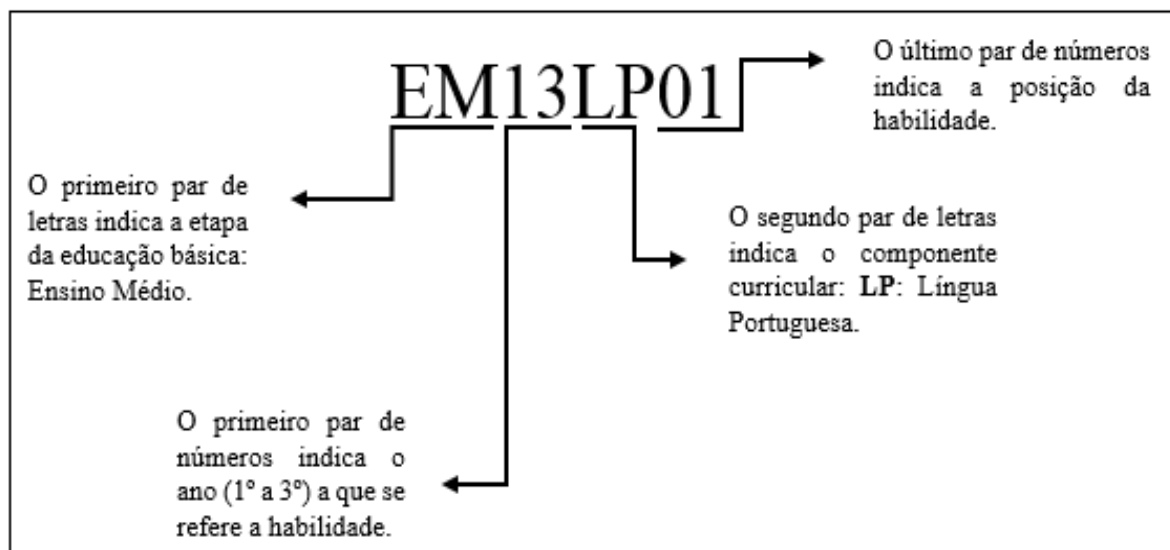 EM13LP01
O último par de números
indica a posição da
habilidade.
O primeiro par de
letras indica a etapa
da educação básica:
Ensino Médio.
O segundo par de letras
indica o componente
curricular: LP: Língua
Portuguesa.
O primeiro par de
números indica o
ano (1º a 3º) a que se
refere a habilidade.